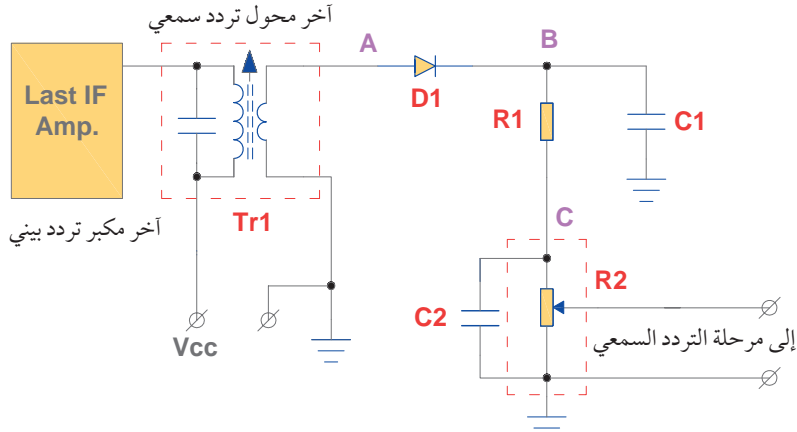 آخر محول تردد سمعي
A
B
Last IF
Amp.
D1
R1
C1
Tr1
آخر مكبر تردد بيني
C
R2
C2
Vcc
إلى مرحلة التردد السمعي